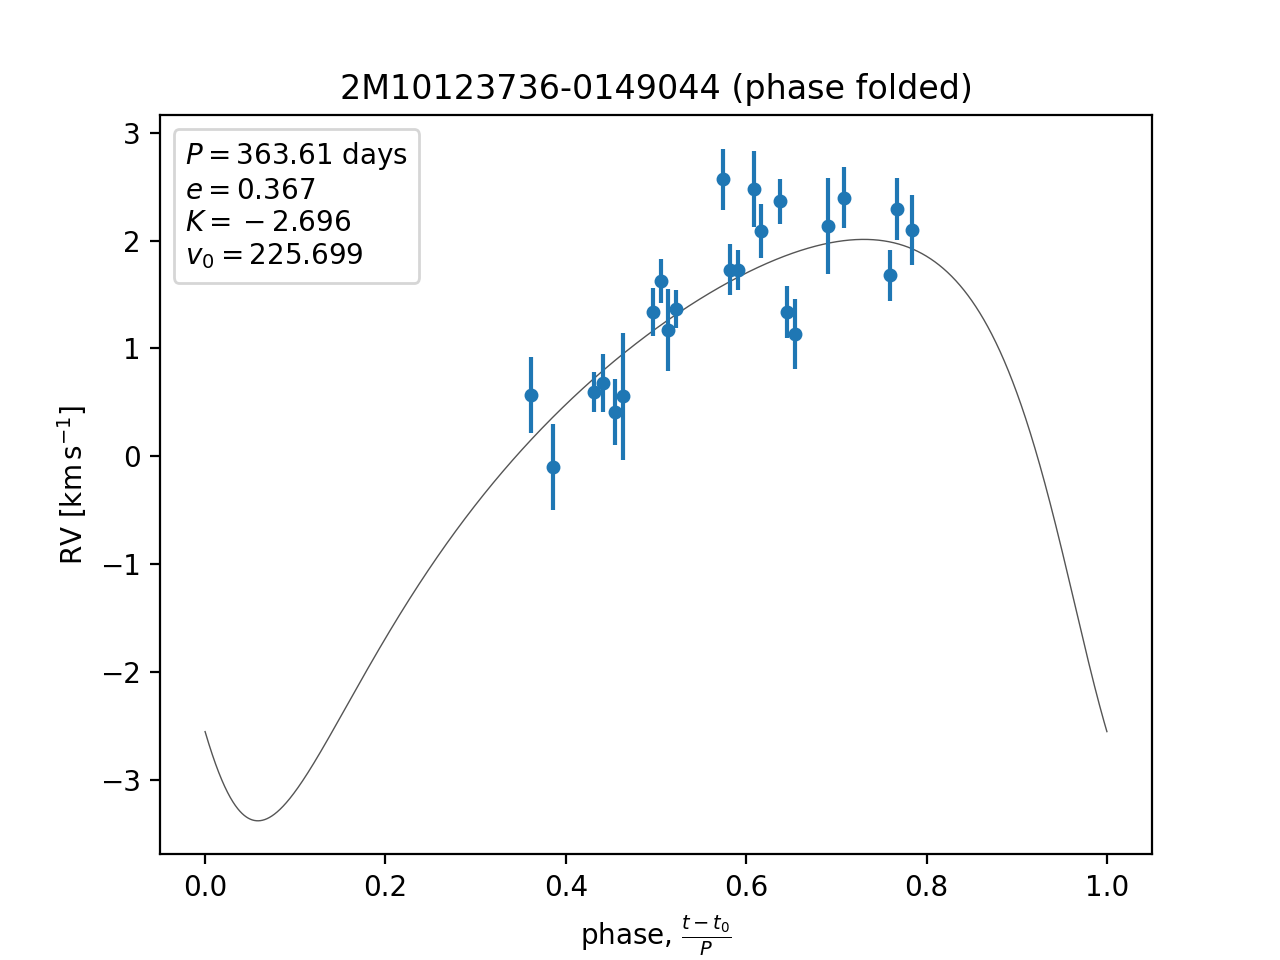 2M10123736-0149044 (phase folded)
P = 363.61 days
e = 0.367
K = −2.696
v₀ = 225.699
3
2
1
0
−1
−2
−3
RV [km s⁻¹]
0.0 0.2 0.4 0.6 0.8 1.0
phase, (t − t₀)/P